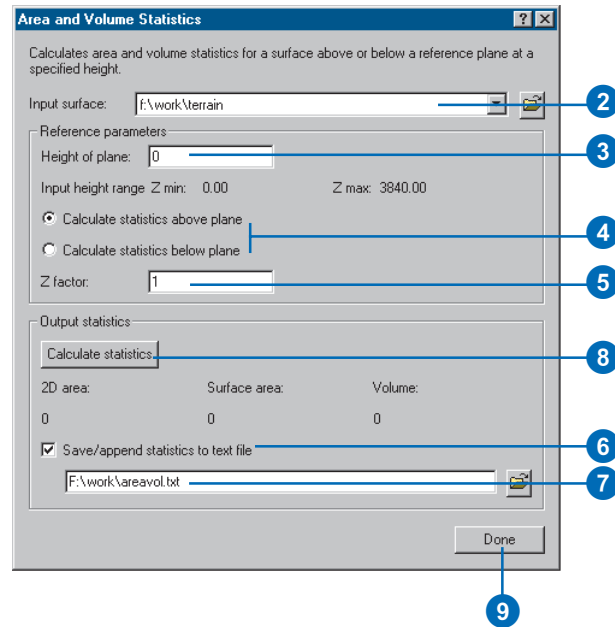 Area and Volume Statistics
Calculates area and volume statistics for a surface above or below a reference plane at a
specified height.
Input surface: f:\work\terrain 2
Reference parameters
Height of plane: 0 3
Input height range Z min: 0.00 Z max: 3840.00
Calculate statistics above plane
4
Calculate statistics below plane
Z factor: 1 5
Output statistics
Calculate statistics 8
2D area: Surface area: Volume:
0 0 0
Save/append statistics to text file 6
F:\work\areavol.txt 7
Done
9